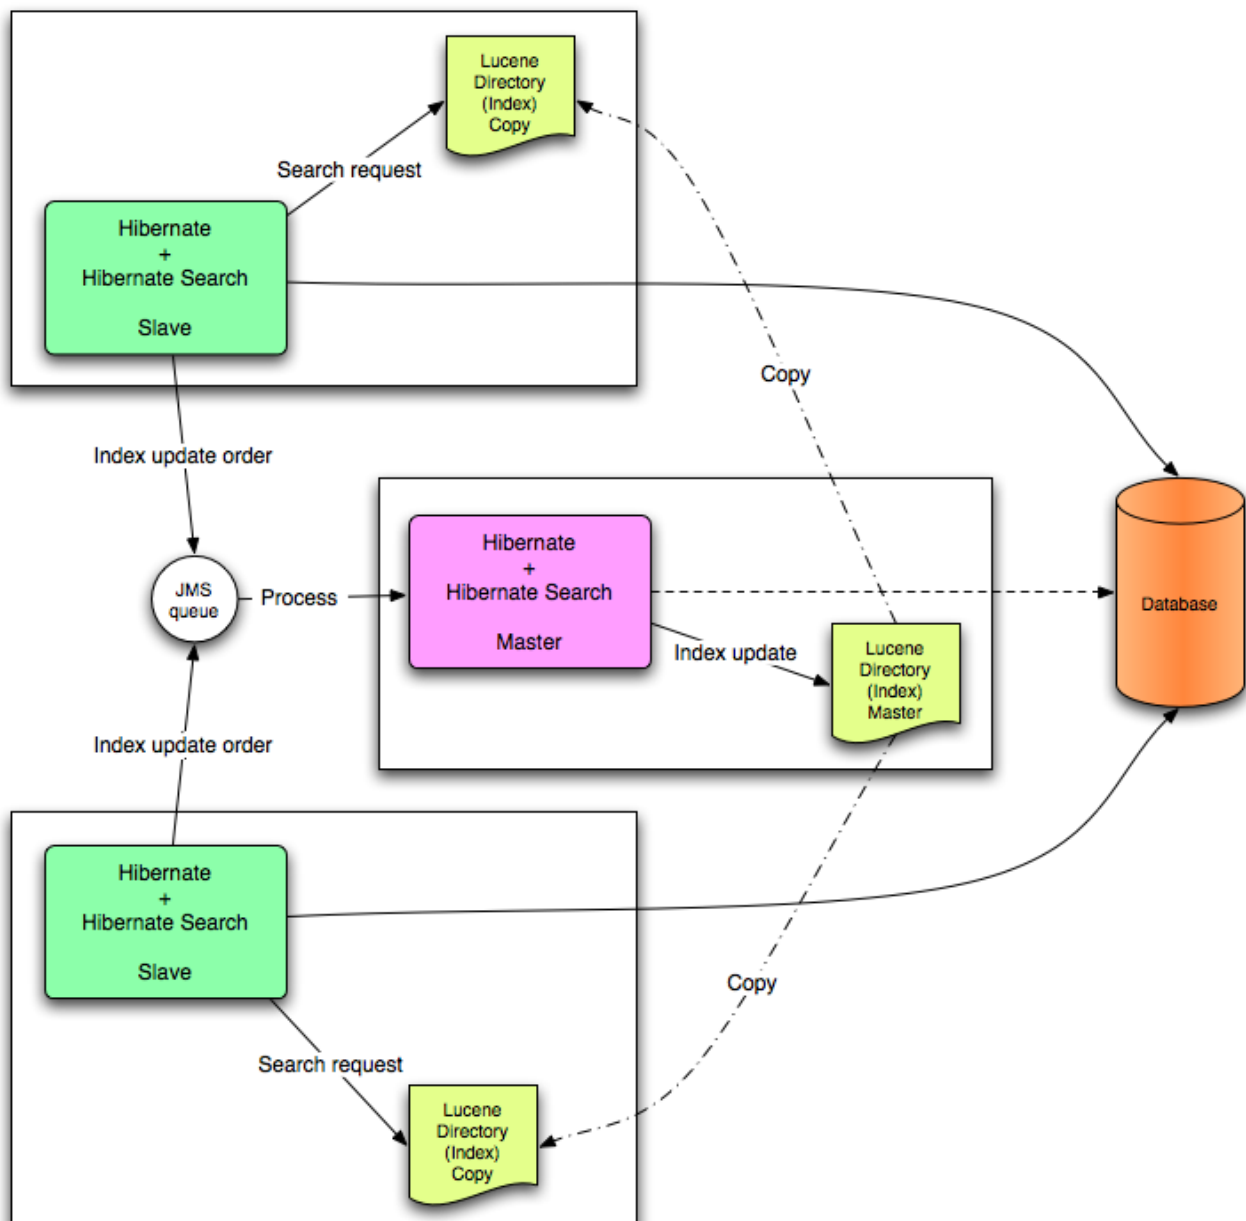 Lucene
Directory
(Index)
Copy
Search request
Hibernate
+
Hibernate Search
Slave
Copy
Index update order
Hibernate
+
Hibernate Search
Master
JMS
queue
Process
Database
Index update
Lucene
Directory
(Index)
Master
Index update order
Hibernate
+
Hibernate Search
Slave
Copy
Search request
Lucene
Directory
(Index)
Copy